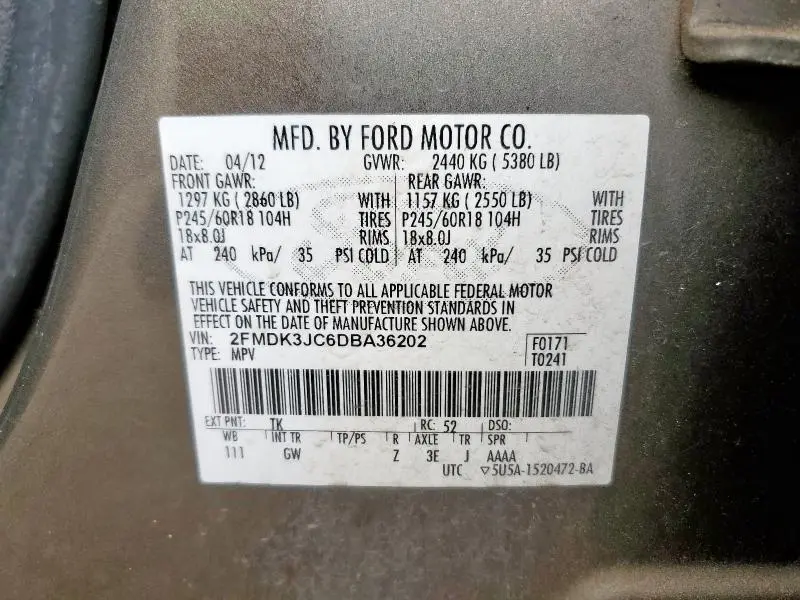 MFD. BY FORD MOTOR CO.
DATE: 04/12 GVWR: 2440 KG ( 5380 LB)
FRONT GAWR: REAR GAWR:
1297 KG ( 2860 LB) WITH 1157 KG ( 2550 LB) WITH
P245/60R18 104H TIRES P245/60R18 104H TIRES
18x8.0J RIMS 18x8.0J RIMS
AT 240 kPa/ 35 PSI COLD AT 240 kPa/ 35 PSI COLD
THIS VEHICLE CONFORMS TO ALL APPLICABLE FEDERAL MOTOR
VEHICLE SAFETY AND THEFT PREVENTION STANDARDS IN
EFFECT ON THE DATE OF MANUFACTURE SHOWN ABOVE.
VIN: 2FMDK3JC6DBA36202 F0171
TYPE: MPV T0241
EXT PNT: TK RC: 52 DSO:
WB INT TR TP/PS R AXLE TR SPR
111 GW Z 3E J AAAA
UTC ▽5U5A-1520472-BA